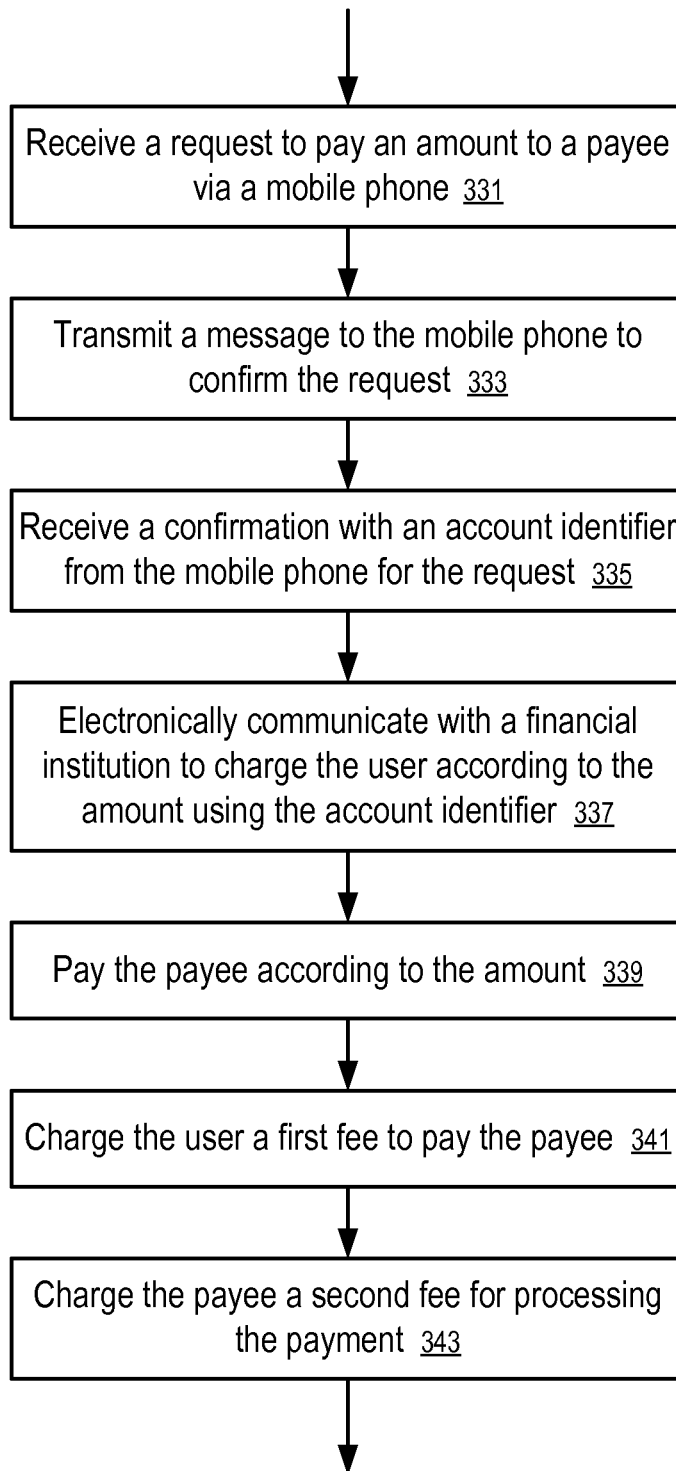 Receive a request to pay an amount to a payee
via a mobile phone 331
Transmit a message to the mobile phone to
confirm the request 333
Receive a confirmation with an account identifier
from the mobile phone for the request 335
Electronically communicate with a financial
institution to charge the user according to the
amount using the account identifier 337
Pay the payee according to the amount 339
Charge the user a first fee to pay the payee 341
Charge the payee a second fee for processing
the payment 343